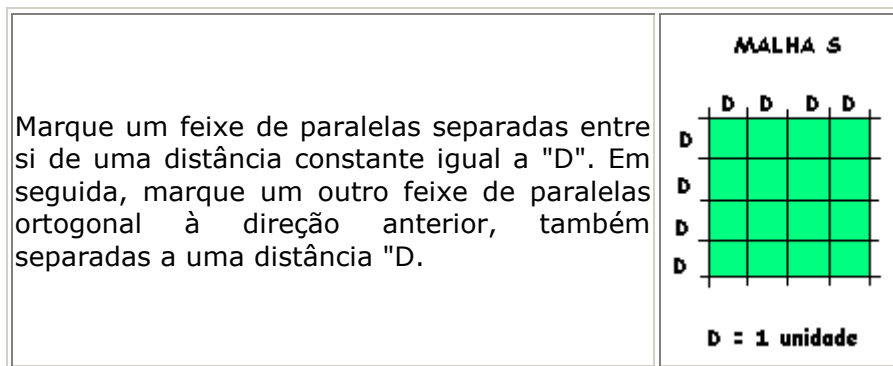 Marque um feixe de paralelas separadas entre
si de uma distância constante igual a "D". Em
seguida, marque um outro feixe de paralelas
ortogonal à direção anterior, também
separadas a uma distância "D.
MALHA S
D D D D
D
D
D
D
D = 1 unidade